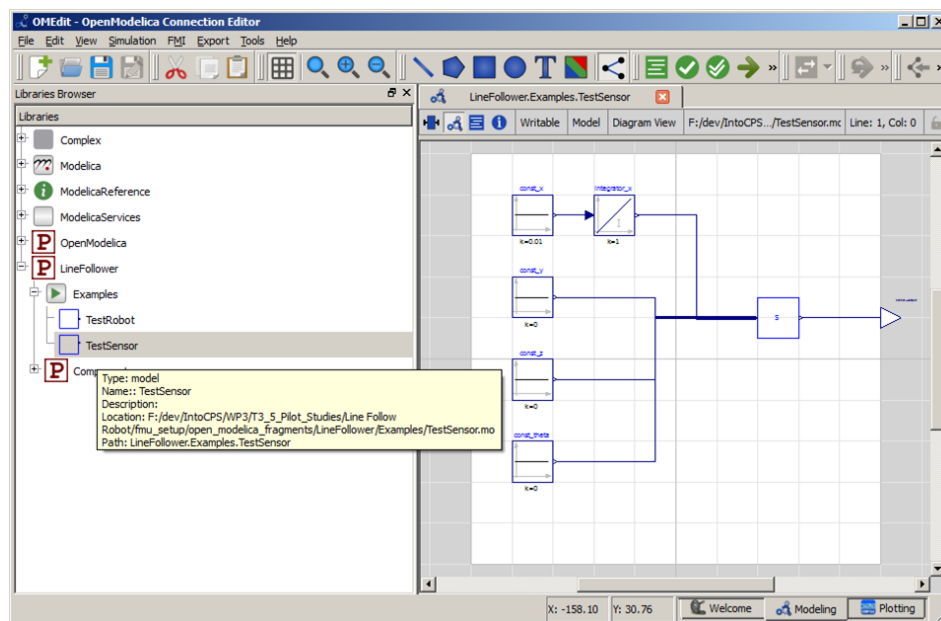 OMEdit - OpenModelica Connection Editor
File Edit View Simulation FMI Export Tools Help
Libraries Browser
LineFollower.Examples.TestSensor
Libraries
Writable Model Diagram View F:/dev/IntoCPS.../TestSensor.mc Line: 1, Col: 0
Complex
Modelica
ModelicaReference
ModelicaServices
OpenModelica
LineFollower
Examples
TestRobot
TestSensor
Type: model
Name:: TestSensor
Description:
Location: F:/dev/IntoCPS/WP3/T3_5_Pilot_Studies/Line Follow
Robot/fmu_setup/open_modelica_fragments/LineFollower/Examples/TestSensor.mo
Path: LineFollower.Examples.TestSensor
const_x
integrator_x
k=0.01
k=1
const_y
k=0
S
const_z
k=0
const_theta
k=0
X: -158.10 Y: 30.76 Welcome Modeling Plotting